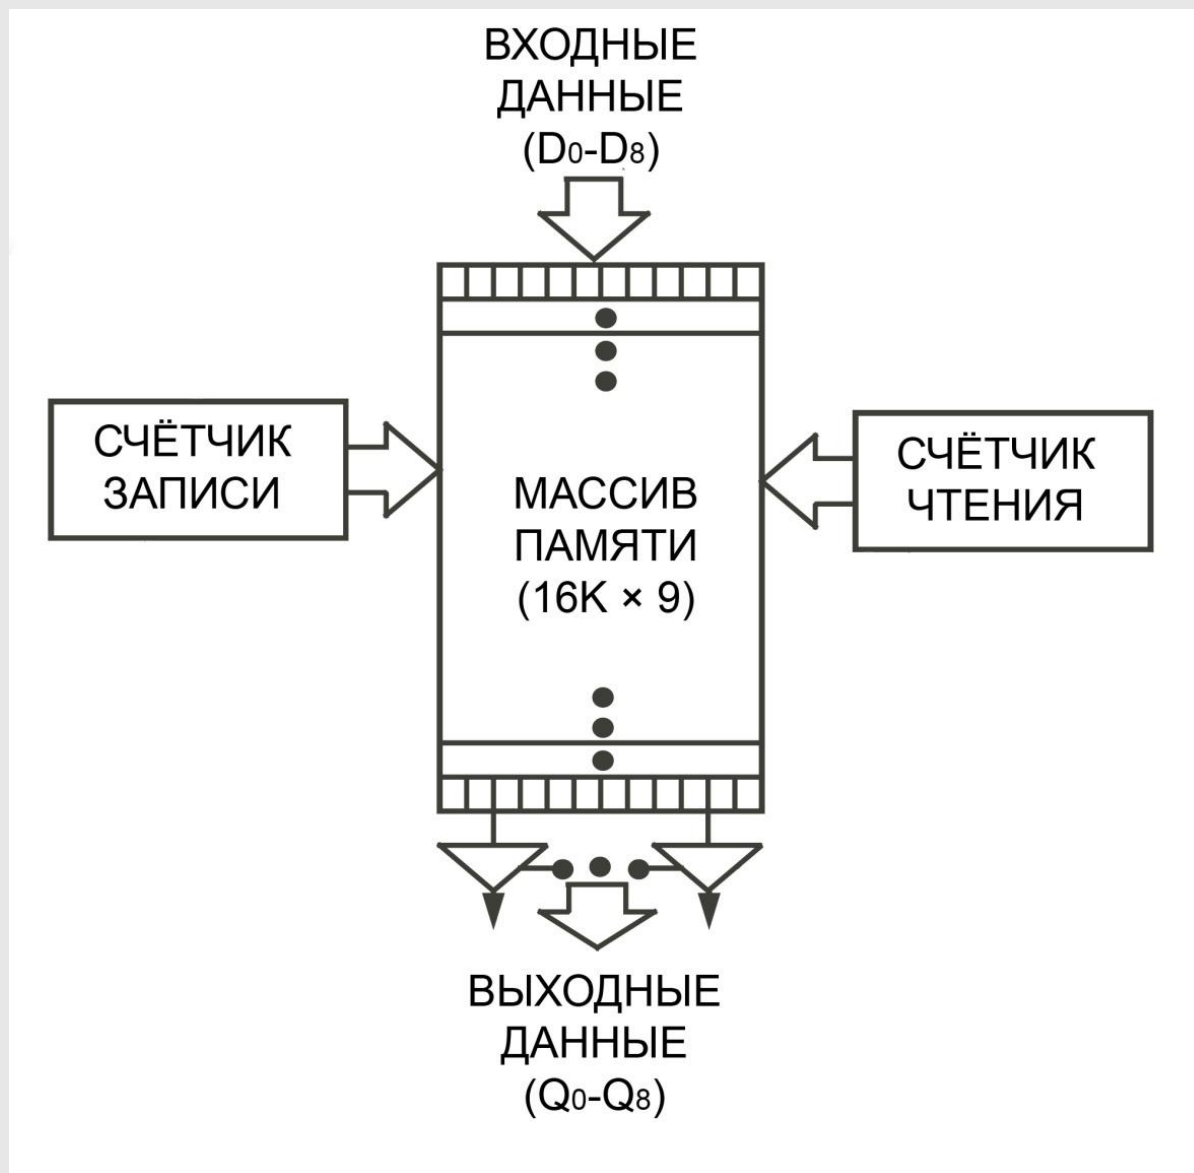 ВХОДНЫЕ
ДАННЫЕ
(D0-D8)
СЧЁТЧИК
ЗАПИСИ
МАССИВ
ПАМЯТИ
(16K × 9)
СЧЁТЧИК
ЧТЕНИЯ
ВЫХОДНЫЕ
ДАННЫЕ
(Q0-Q8)